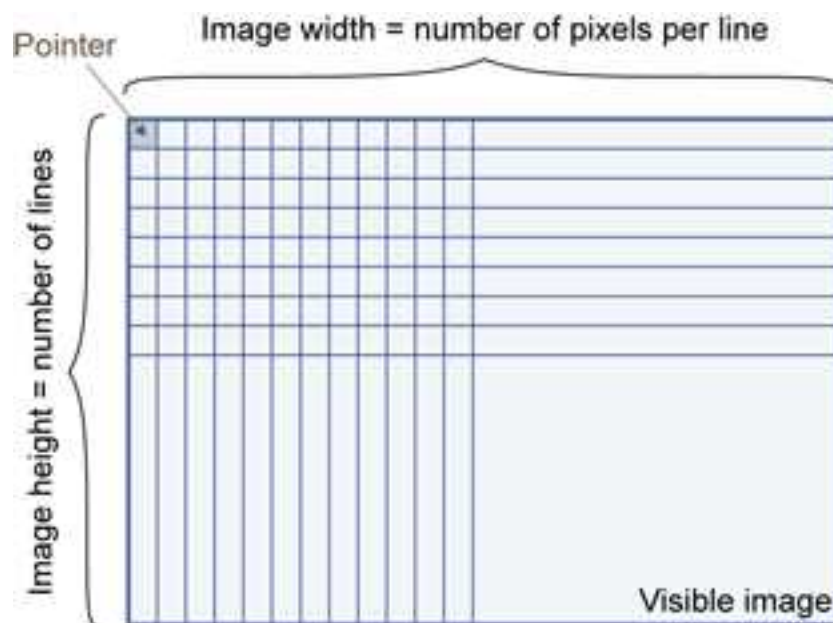 Image width = number of pixels per line
Pointer
Image height = number of lines
Visible image